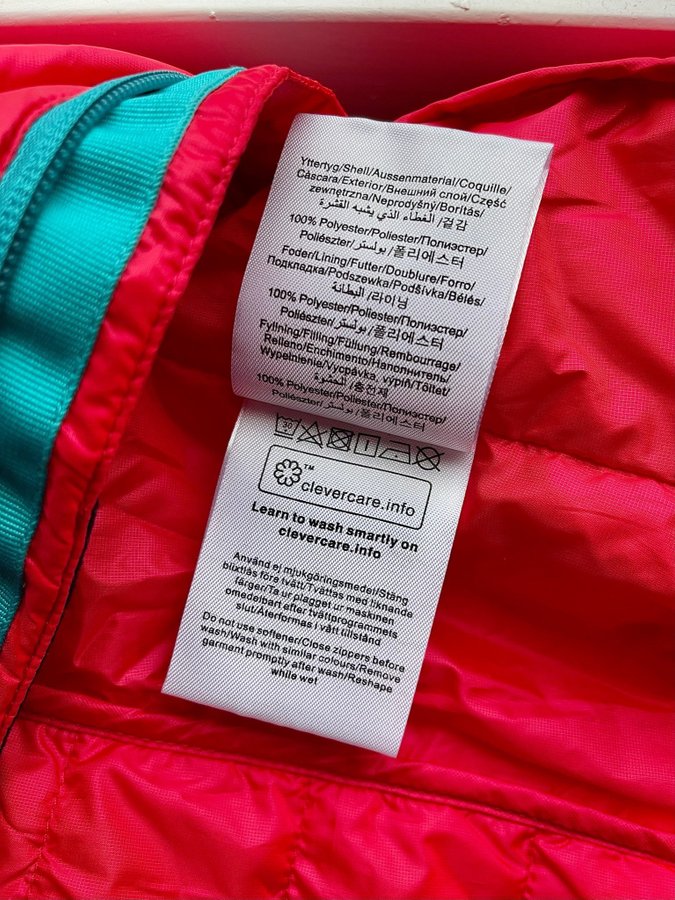 Yttertyg/Shell/Aussenmaterial/Coquille/
Cáscara/Exterior/Внешний слой/Część
zewnętrzna/Neprodyšný/Borítás/
الغطاء الذي يشبه القشرة/겉감
100% Polyester/Poliester/Полиэстер/
Poliészter/بولستر/폴리에스터
Foder/Lining/Futter/Doublure/Forro/
Подкладка/Podszewka/Podšívka/Bélés/
البطانة/라이닝
100% Polyester/Poliester/Полиэстер/
Poliészter/بولستر/폴리에스터
Fyllning/Filling/Füllung/Rembourrage/
Relleno/Enchimento/Наполнитель/
Wypełnienie/Vycpávka, výplň/Töltet/
الحشوة/충전재
100% Polyester/Poliester/Полиэстер/
Poliészter/بولستر/폴리에스터
30
clevercare.info™
Learn to wash smartly on
clevercare.info
Använd ej mjukgöringsmedel/Stäng
blixtlås före tvätt/Tvättas med liknande
färger/Ta ur plagget ur maskinen
omedelbart efter tvättprogrammets
slut/Återformas i vått tillstånd
Do not use softener/Close zippers before
wash/Wash with similar colours/Remove
garment promptly after wash/Reshape
while wet